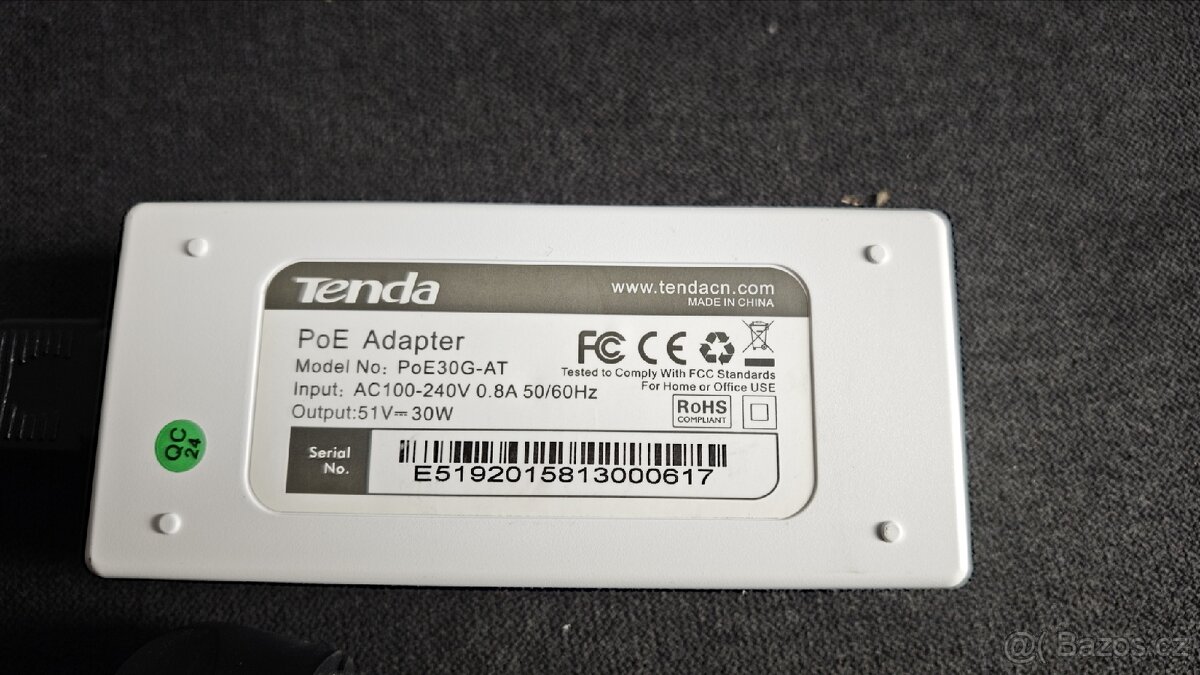 Tenda
www.tendacn.com
MADE IN CHINA
PoE Adapter
Model No: PoE30G-AT
Input: AC100-240V 0.8A 50/60Hz
Output:51V⎓30W
FC CE
Tested to Comply With FCC Standards
For Home or Office USE
RoHS
COMPLIANT
Serial
No.
E5192015813000617
QC
24
@( Bazos.cz